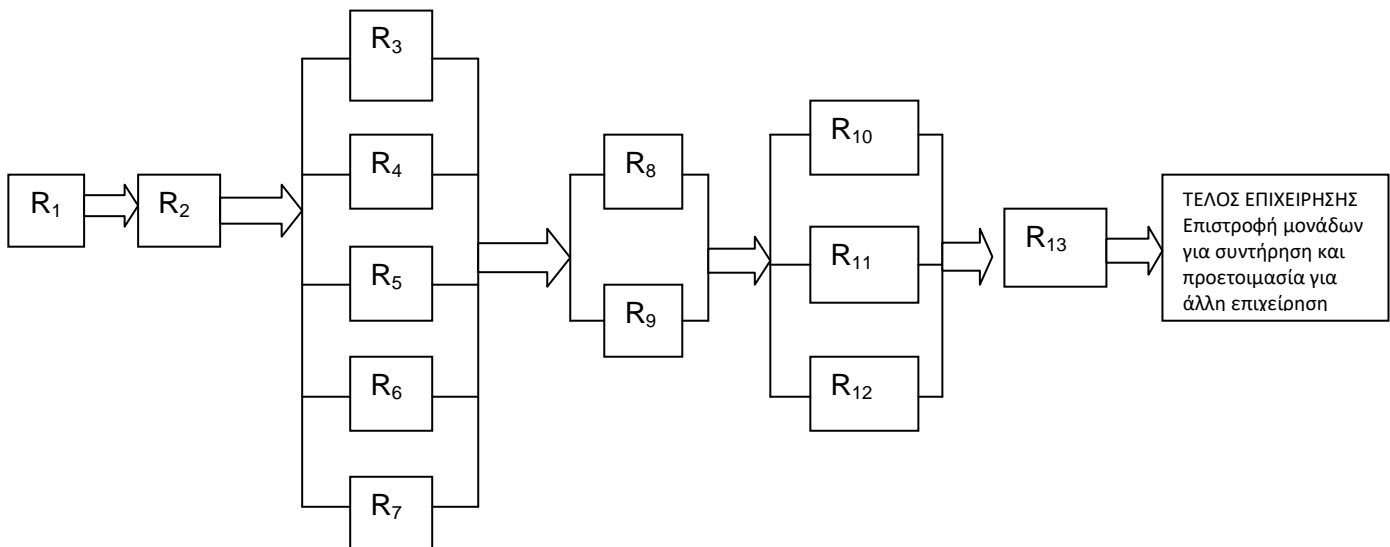 R1
R2
R3
R4
R5
R6
R7
R8
R9
R10
R11
R12
R13
ΤΕΛΟΣ ΕΠΙΧΕΙΡΗΣΗΣ
Επιστροφή μονάδων
για συντήρηση και
προετοιμασία για
άλλη επιχείρηση